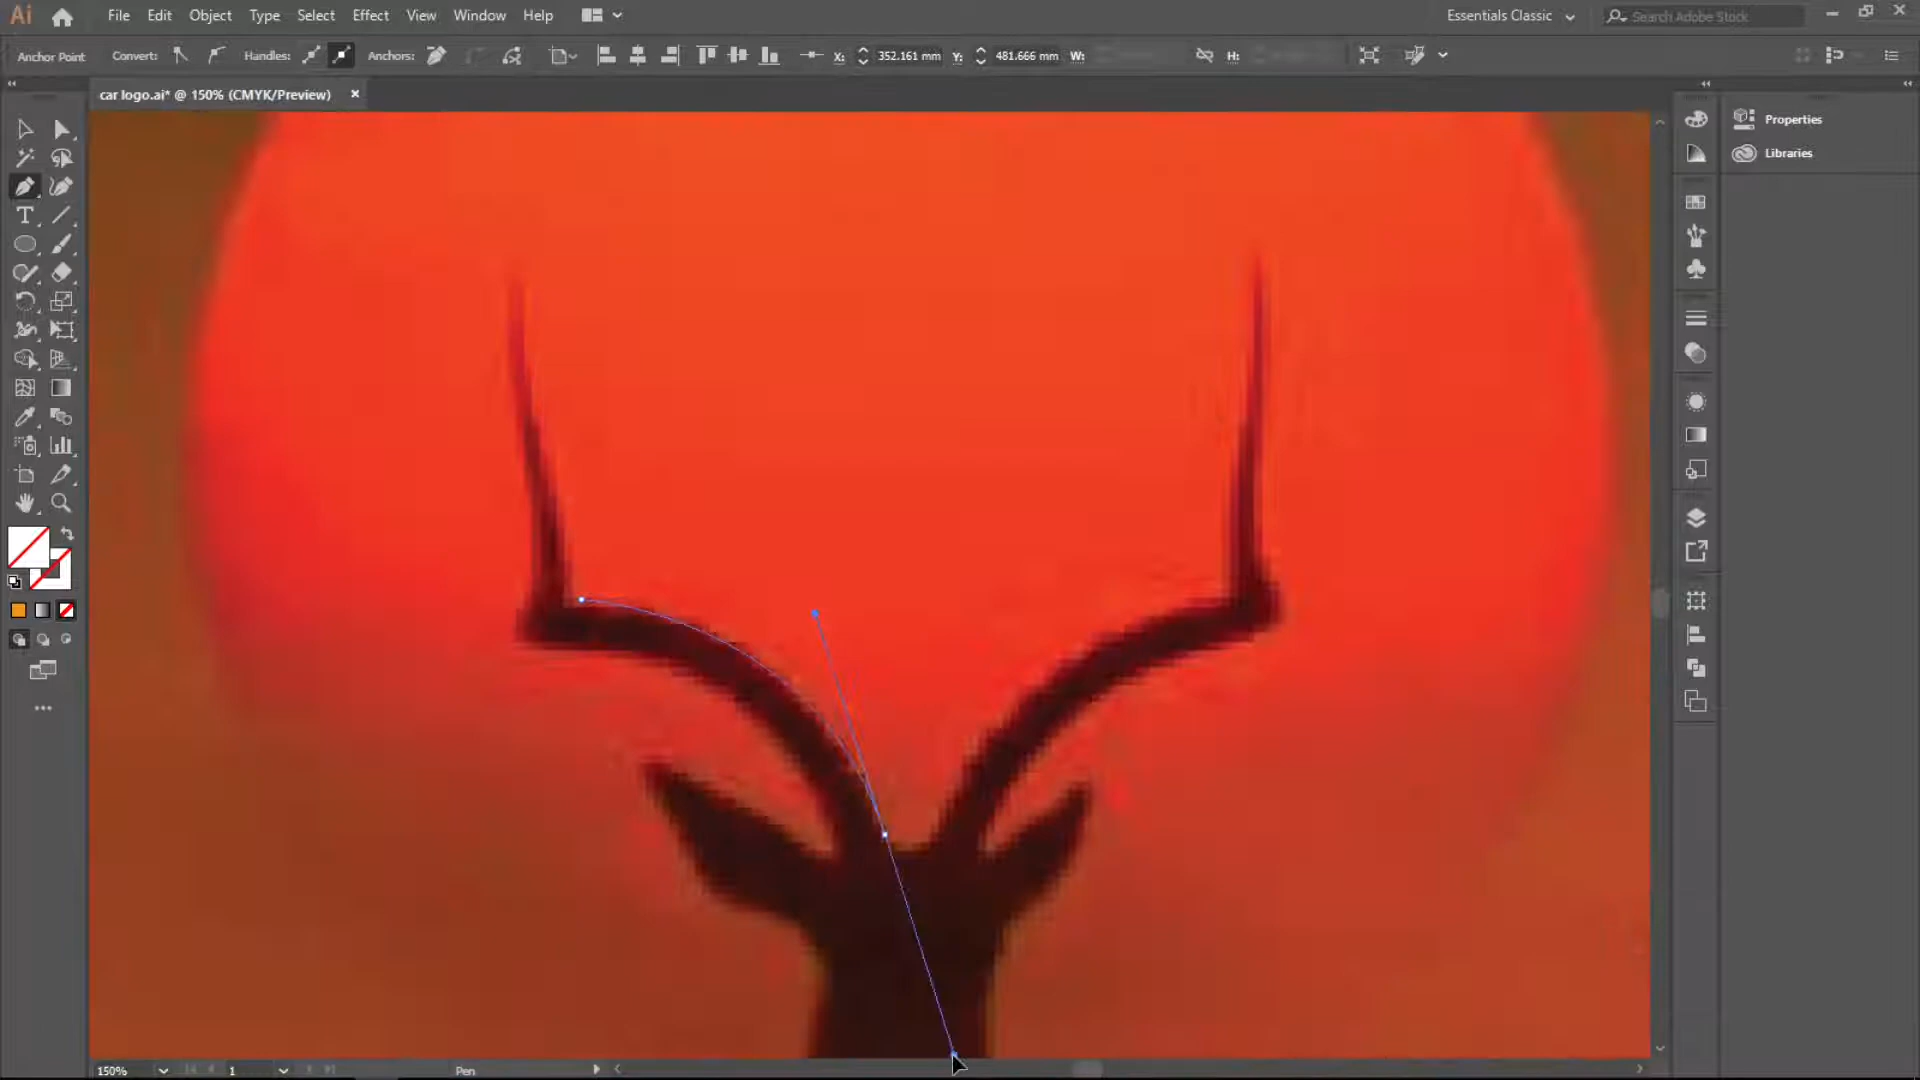 Ai File Edit Object Type Select Effect View Window Help Essentials Classic Search Adobe Stock
Anchor Point Convert: Handles: Anchors: X: 352.161 mm Y: 481.666 mm W: H:
car logo.ai* @ 150% (CMYK/Preview) ×
Properties
Libraries
150% 1 Pen